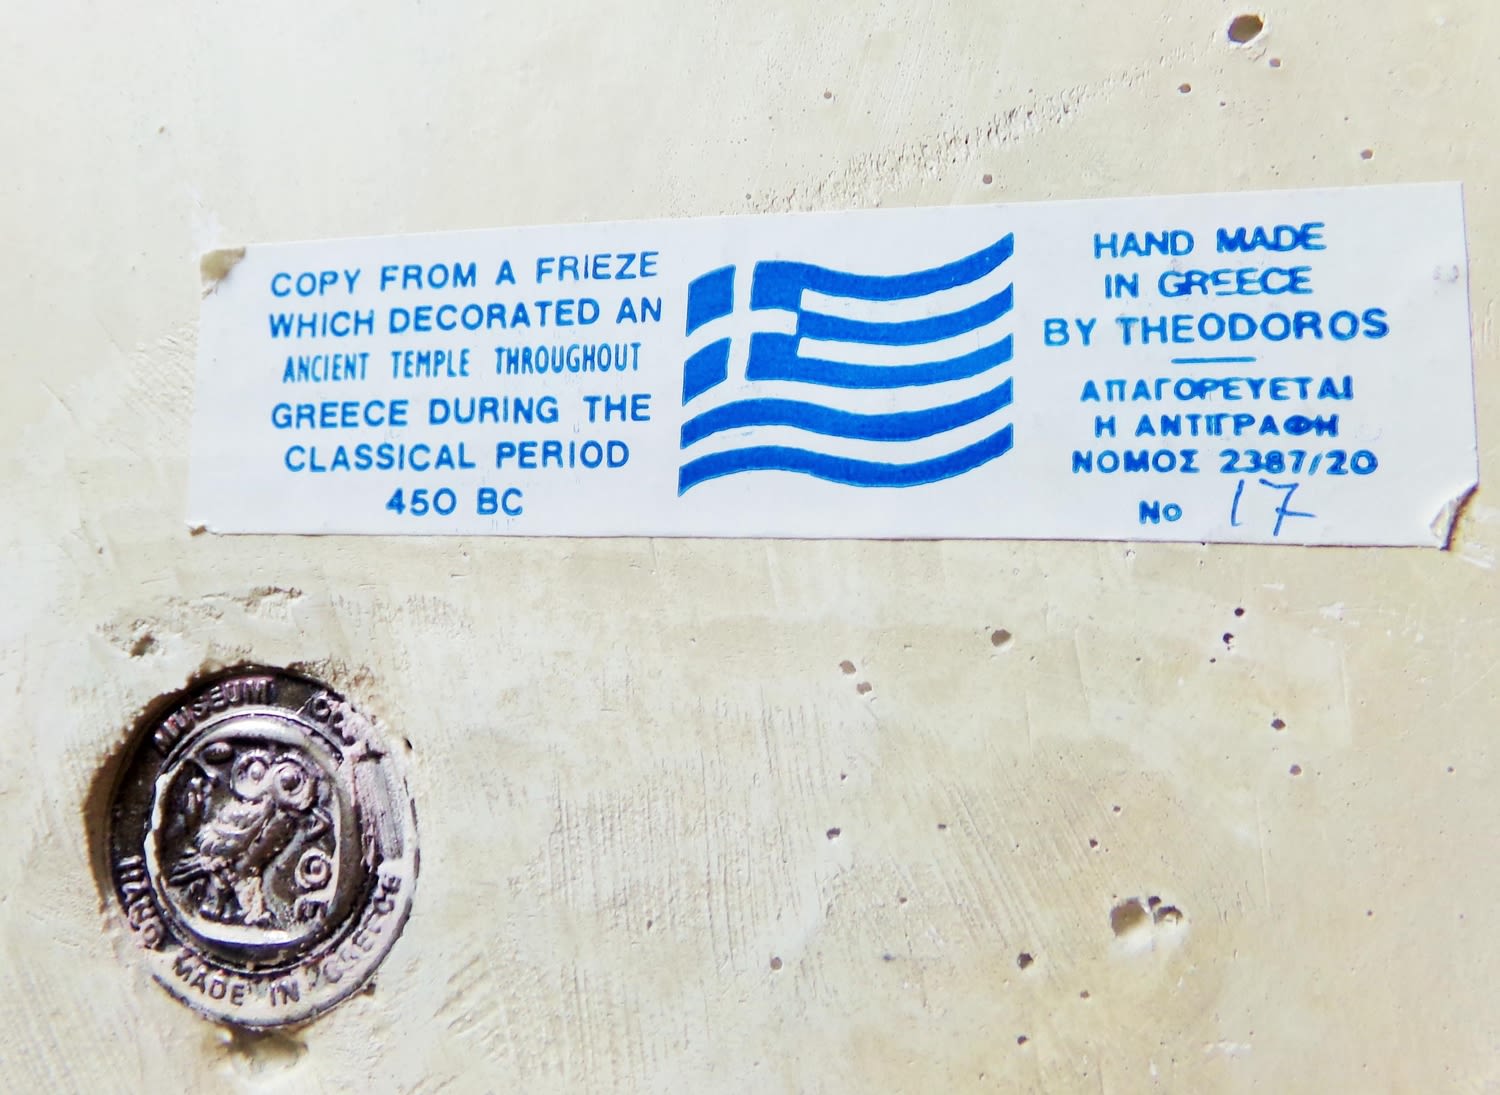 COPY FROM A FRIEZE
WHICH DECORATED AN
ANCIENT TEMPLE THROUGHOUT
GREECE DURING THE
CLASSICAL PERIOD
450 BC
HAND MADE
IN GREECE
BY THEODOROS
ΑΠΑΓΟΡΕΥΕΤΑΙ
Η ΑΝΤΙΓΡΑΦΗ
ΝΟΜΟΣ 2387/20
No 17
MUSEUM COPY
ΑΘΕ
HAND MADE IN GREECE